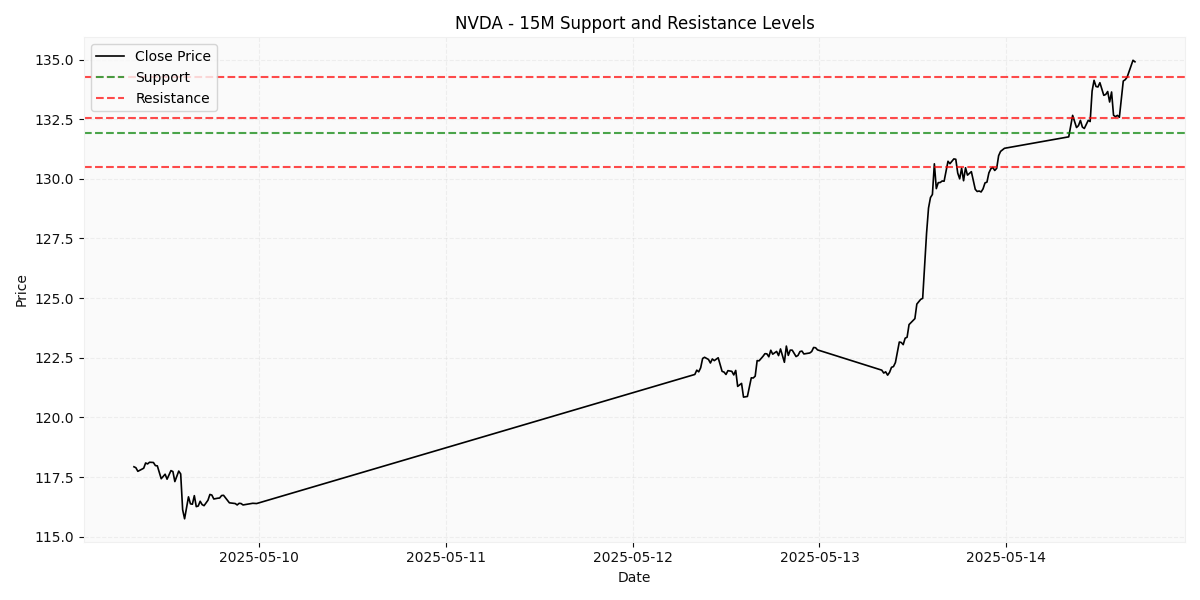 NVDA - 15M Support and Resistance Levels
Close Price
Support
Resistance
135.0
132.5
130.0
127.5
125.0
122.5
120.0
117.5
115.0
Price
2025-05-10
2025-05-11
2025-05-12
2025-05-13
2025-05-14
Date